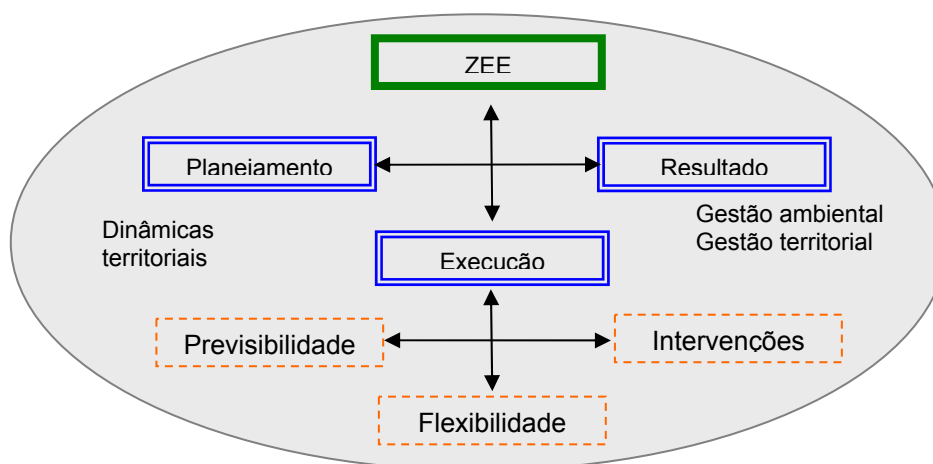 ZEE
Planejamento
Resultado
Dinâmicas
territoriais
Gestão ambiental
Gestão territorial
Execução
Previsibilidade
Intervenções
Flexibilidade